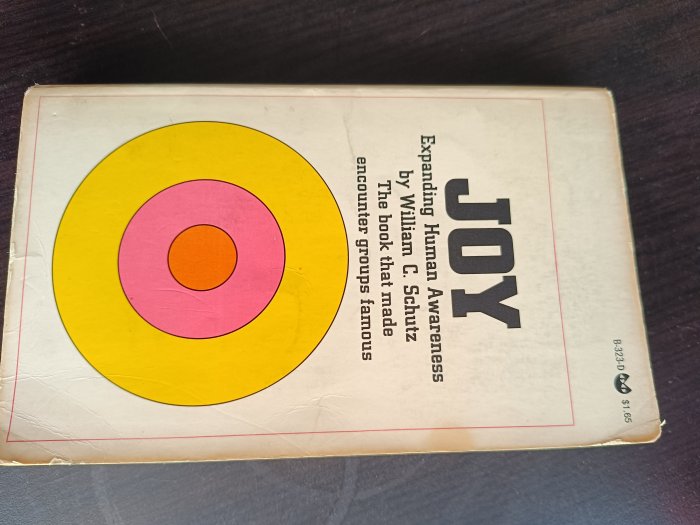 B-323-D $1.65
JOY
Expanding Human Awareness
by William C. Schutz
The book that made
encounter groups famous